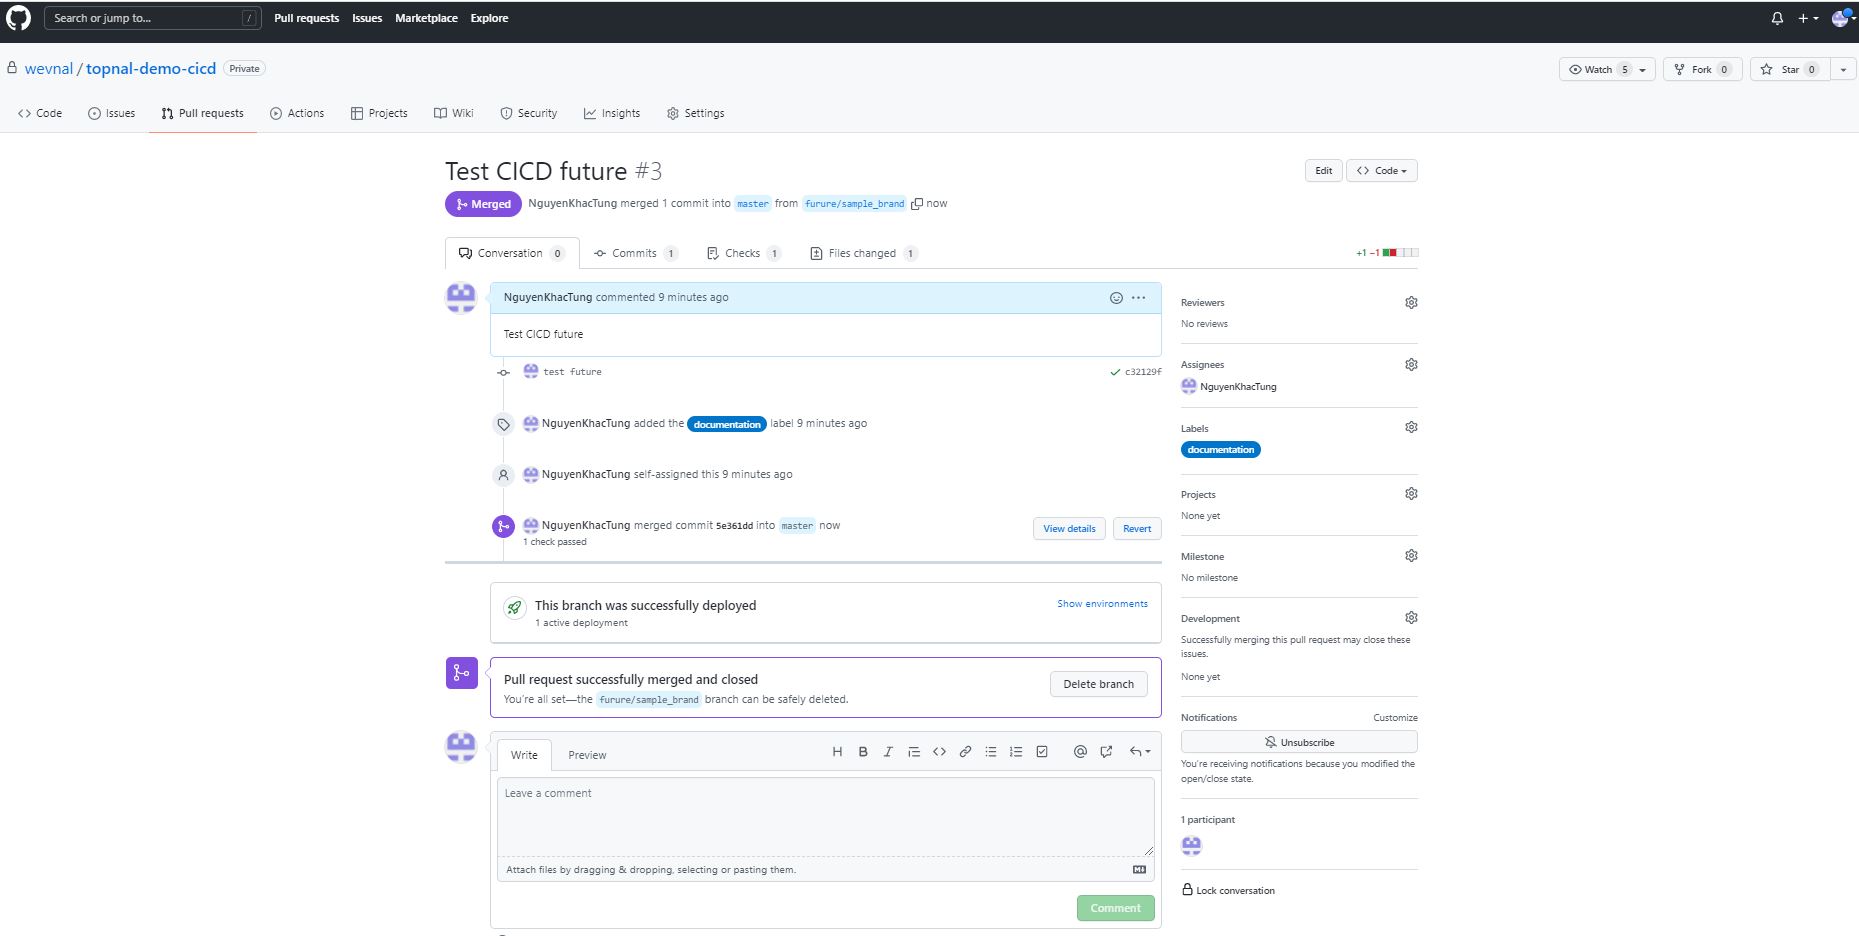 Search or jump to... /
Pull requests Issues Marketplace Explore
wevnal / topnal-demo-cicd Private
Watch 5 Fork 0 Star 0
Code Issues Pull requests Actions Projects Wiki Security Insights Settings
Test CICD future #3
Edit Code
Merged NguyenKhacTung merged 1 commit into master from furure/sample_brand now
Conversation 0 Commits 1 Checks 1 Files changed 1
+1 −1
NguyenKhacTung commented 9 minutes ago
Test CICD future
test future c32129f
NguyenKhacTung added the documentation label 9 minutes ago
NguyenKhacTung self-assigned this 9 minutes ago
NguyenKhacTung merged commit 5e361dd into master now
1 check passed
View details Revert
This branch was successfully deployed
1 active deployment
Show environments
Pull request successfully merged and closed
You're all set—the furure/sample_brand branch can be safely deleted.
Delete branch
Write Preview
H B I @
Leave a comment
Attach files by dragging & dropping, selecting or pasting them.
Comment
Reviewers
No reviews
Assignees
NguyenKhacTung
Labels
documentation
Projects
None yet
Milestone
No milestone
Development
Successfully merging this pull request may close these
issues.
None yet
Notifications Customize
Unsubscribe
You're receiving notifications because you modified the
open/close state.
1 participant
Lock conversation